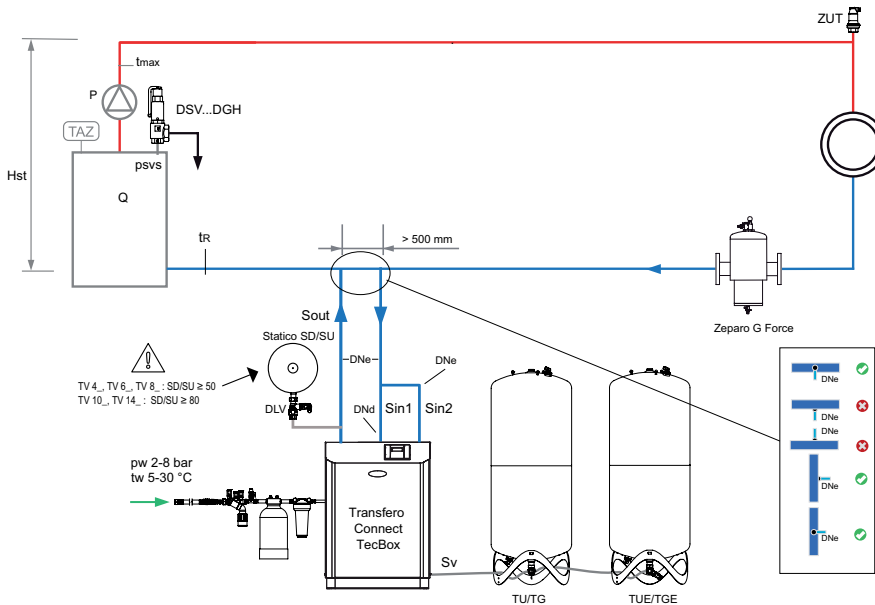 ZUT
tmax
P
DSV...DGH
TAZ
psvs
Hst
Q
> 500 mm
tR
Zeparo G Force
Sout
Statico SD/SU
DNe
DNe
TV 4_, TV 6_, TV 8_ : SD/SU ≥ 50
TV 10_, TV 14_ : SD/SU ≥ 80
DLV
DNd
Sin1
Sin2
DNe
DNe
DNe
DNe
DNe
pw 2-8 bar
tw 5-30 °C
Transfero
Connect
TecBox
Sv
TU/TG
TUE/TGE